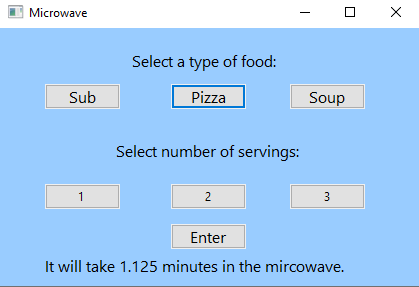 Microwave
Select a type of food:
Sub Pizza Soup
Select number of servings:
1 2 3
Enter
It will take 1.125 minutes in the mircowave.